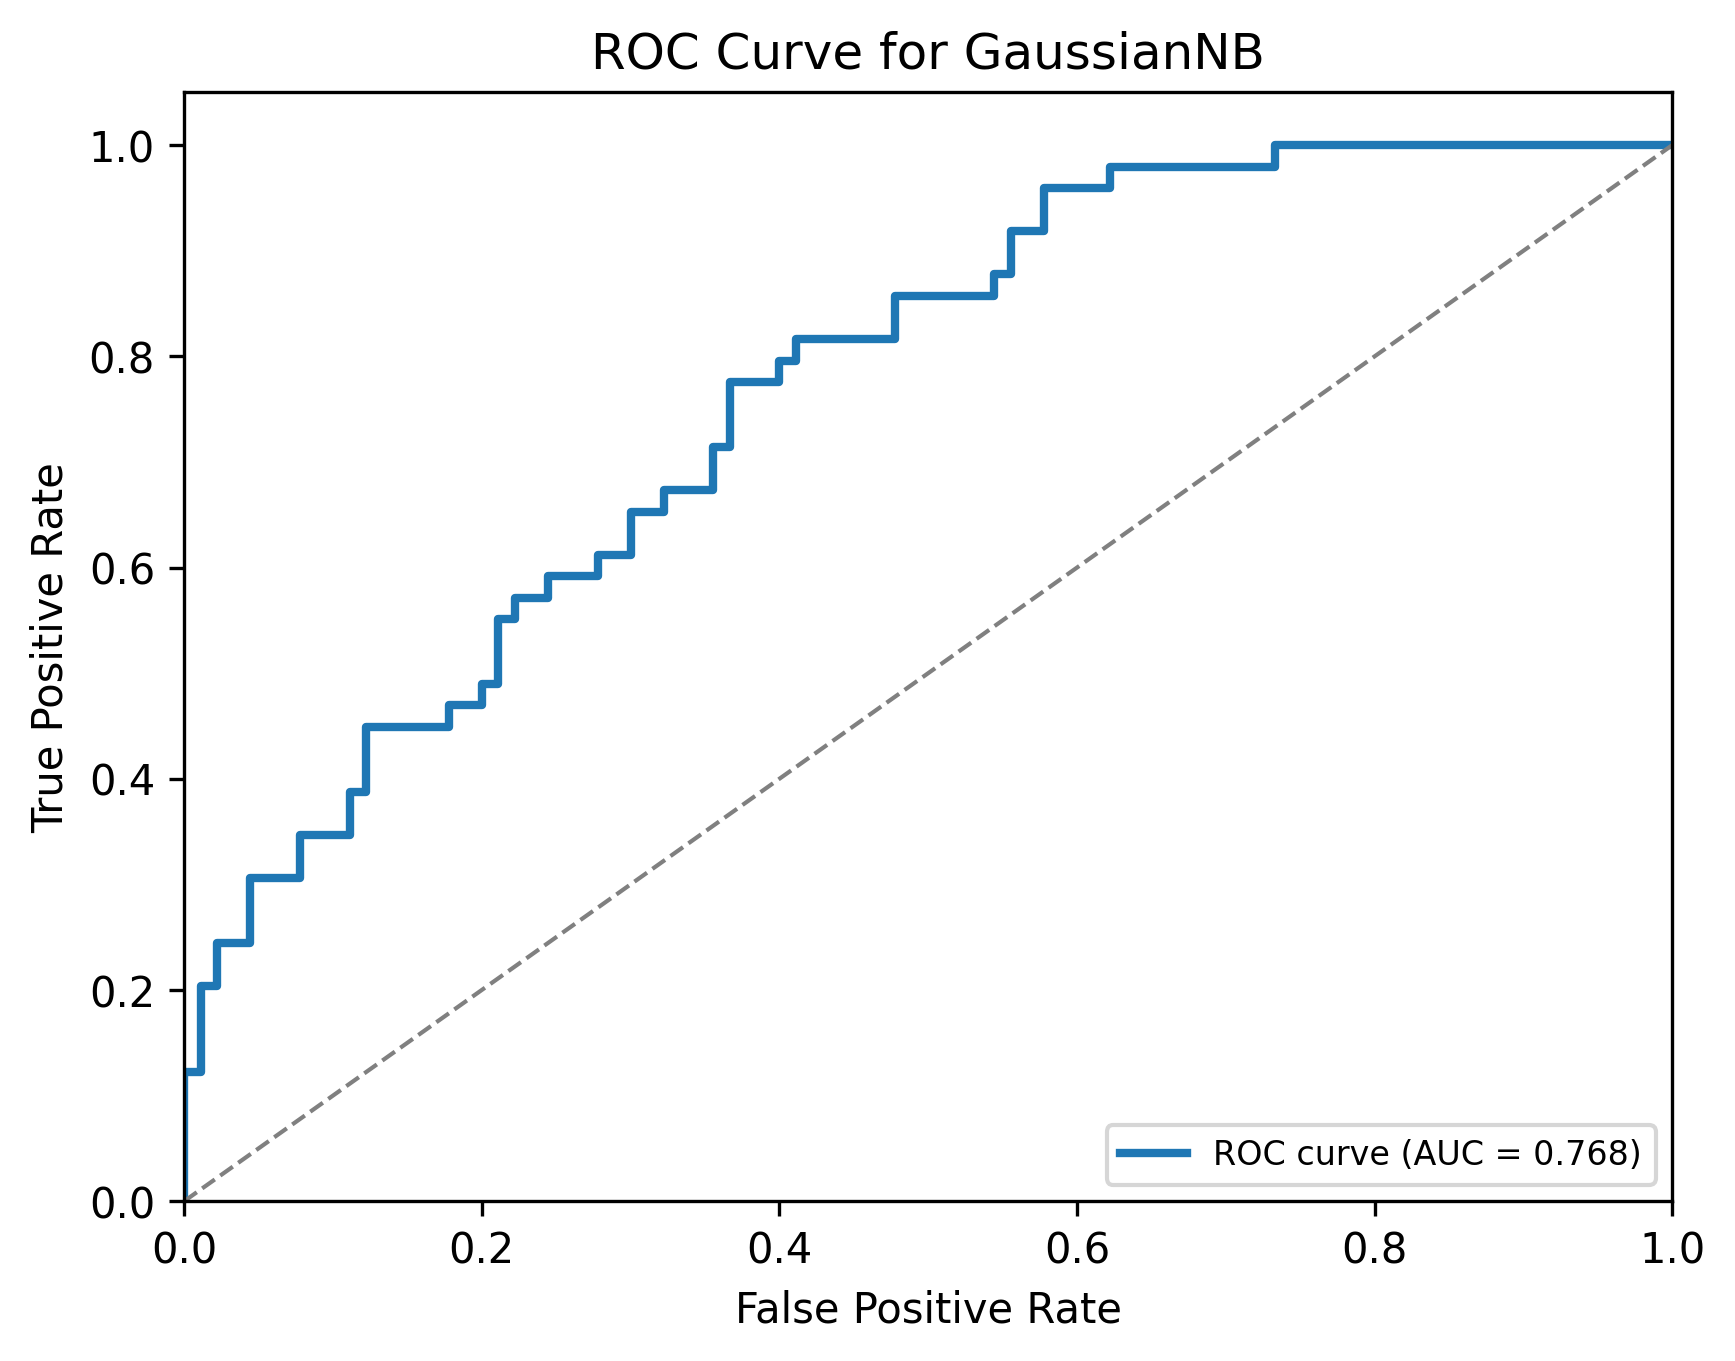 ROC Curve for GaussianNB
True Positive Rate
1.0
0.8
0.6
0.4
0.2
0.0
0.0 0.2 0.4 0.6 0.8 1.0
False Positive Rate
ROC curve (AUC = 0.768)